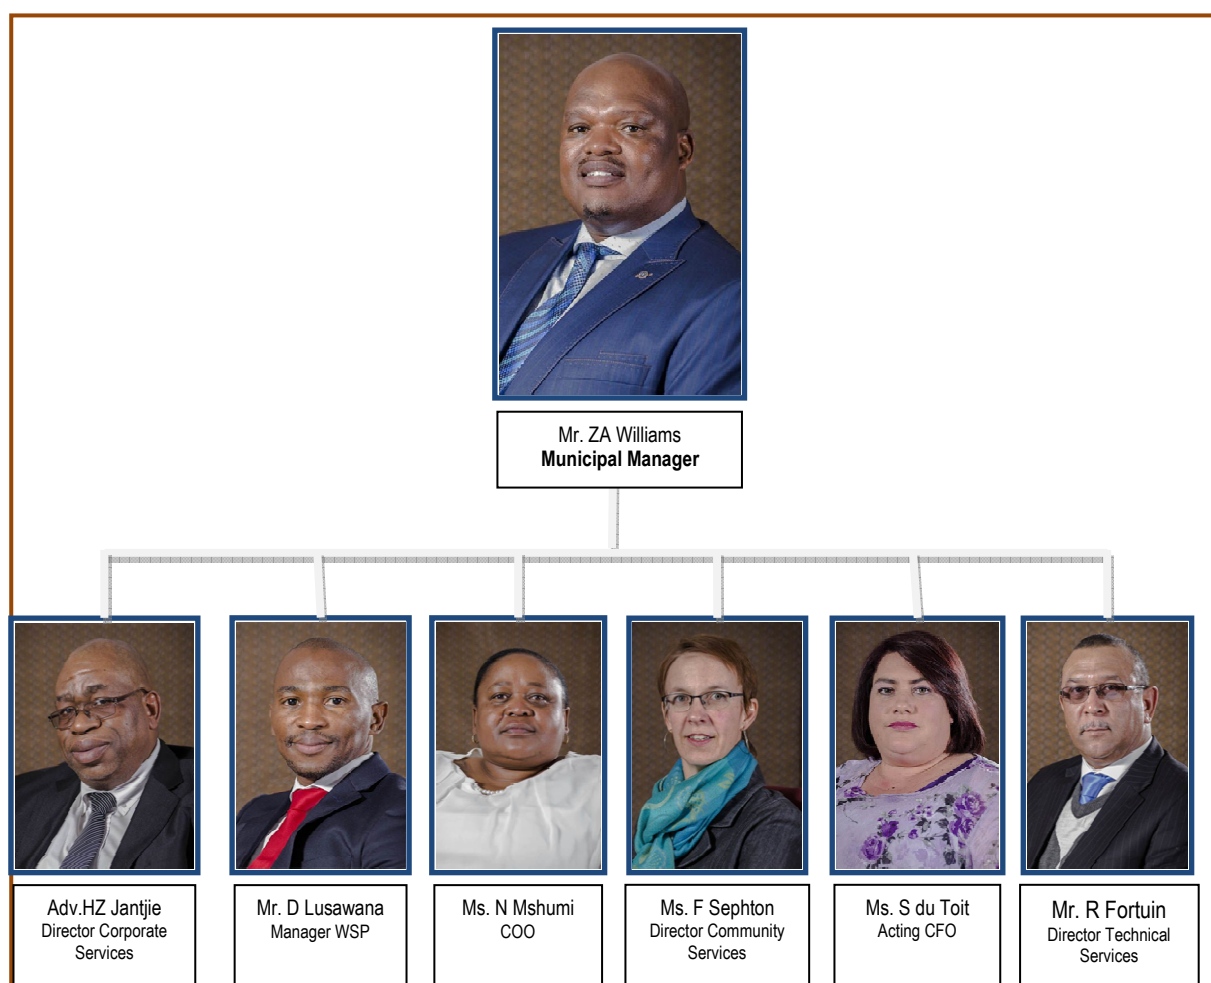 Mr. ZA Williams
Municipal Manager
Adv.HZ Jantjie
Director Corporate
Services
Mr. D Lusawana
Manager WSP
Ms. N Mshumi
COO
Ms. F Sephton
Director Community
Services
Ms. S du Toit
Acting CFO
Mr. R Fortuin
Director Technical
Services